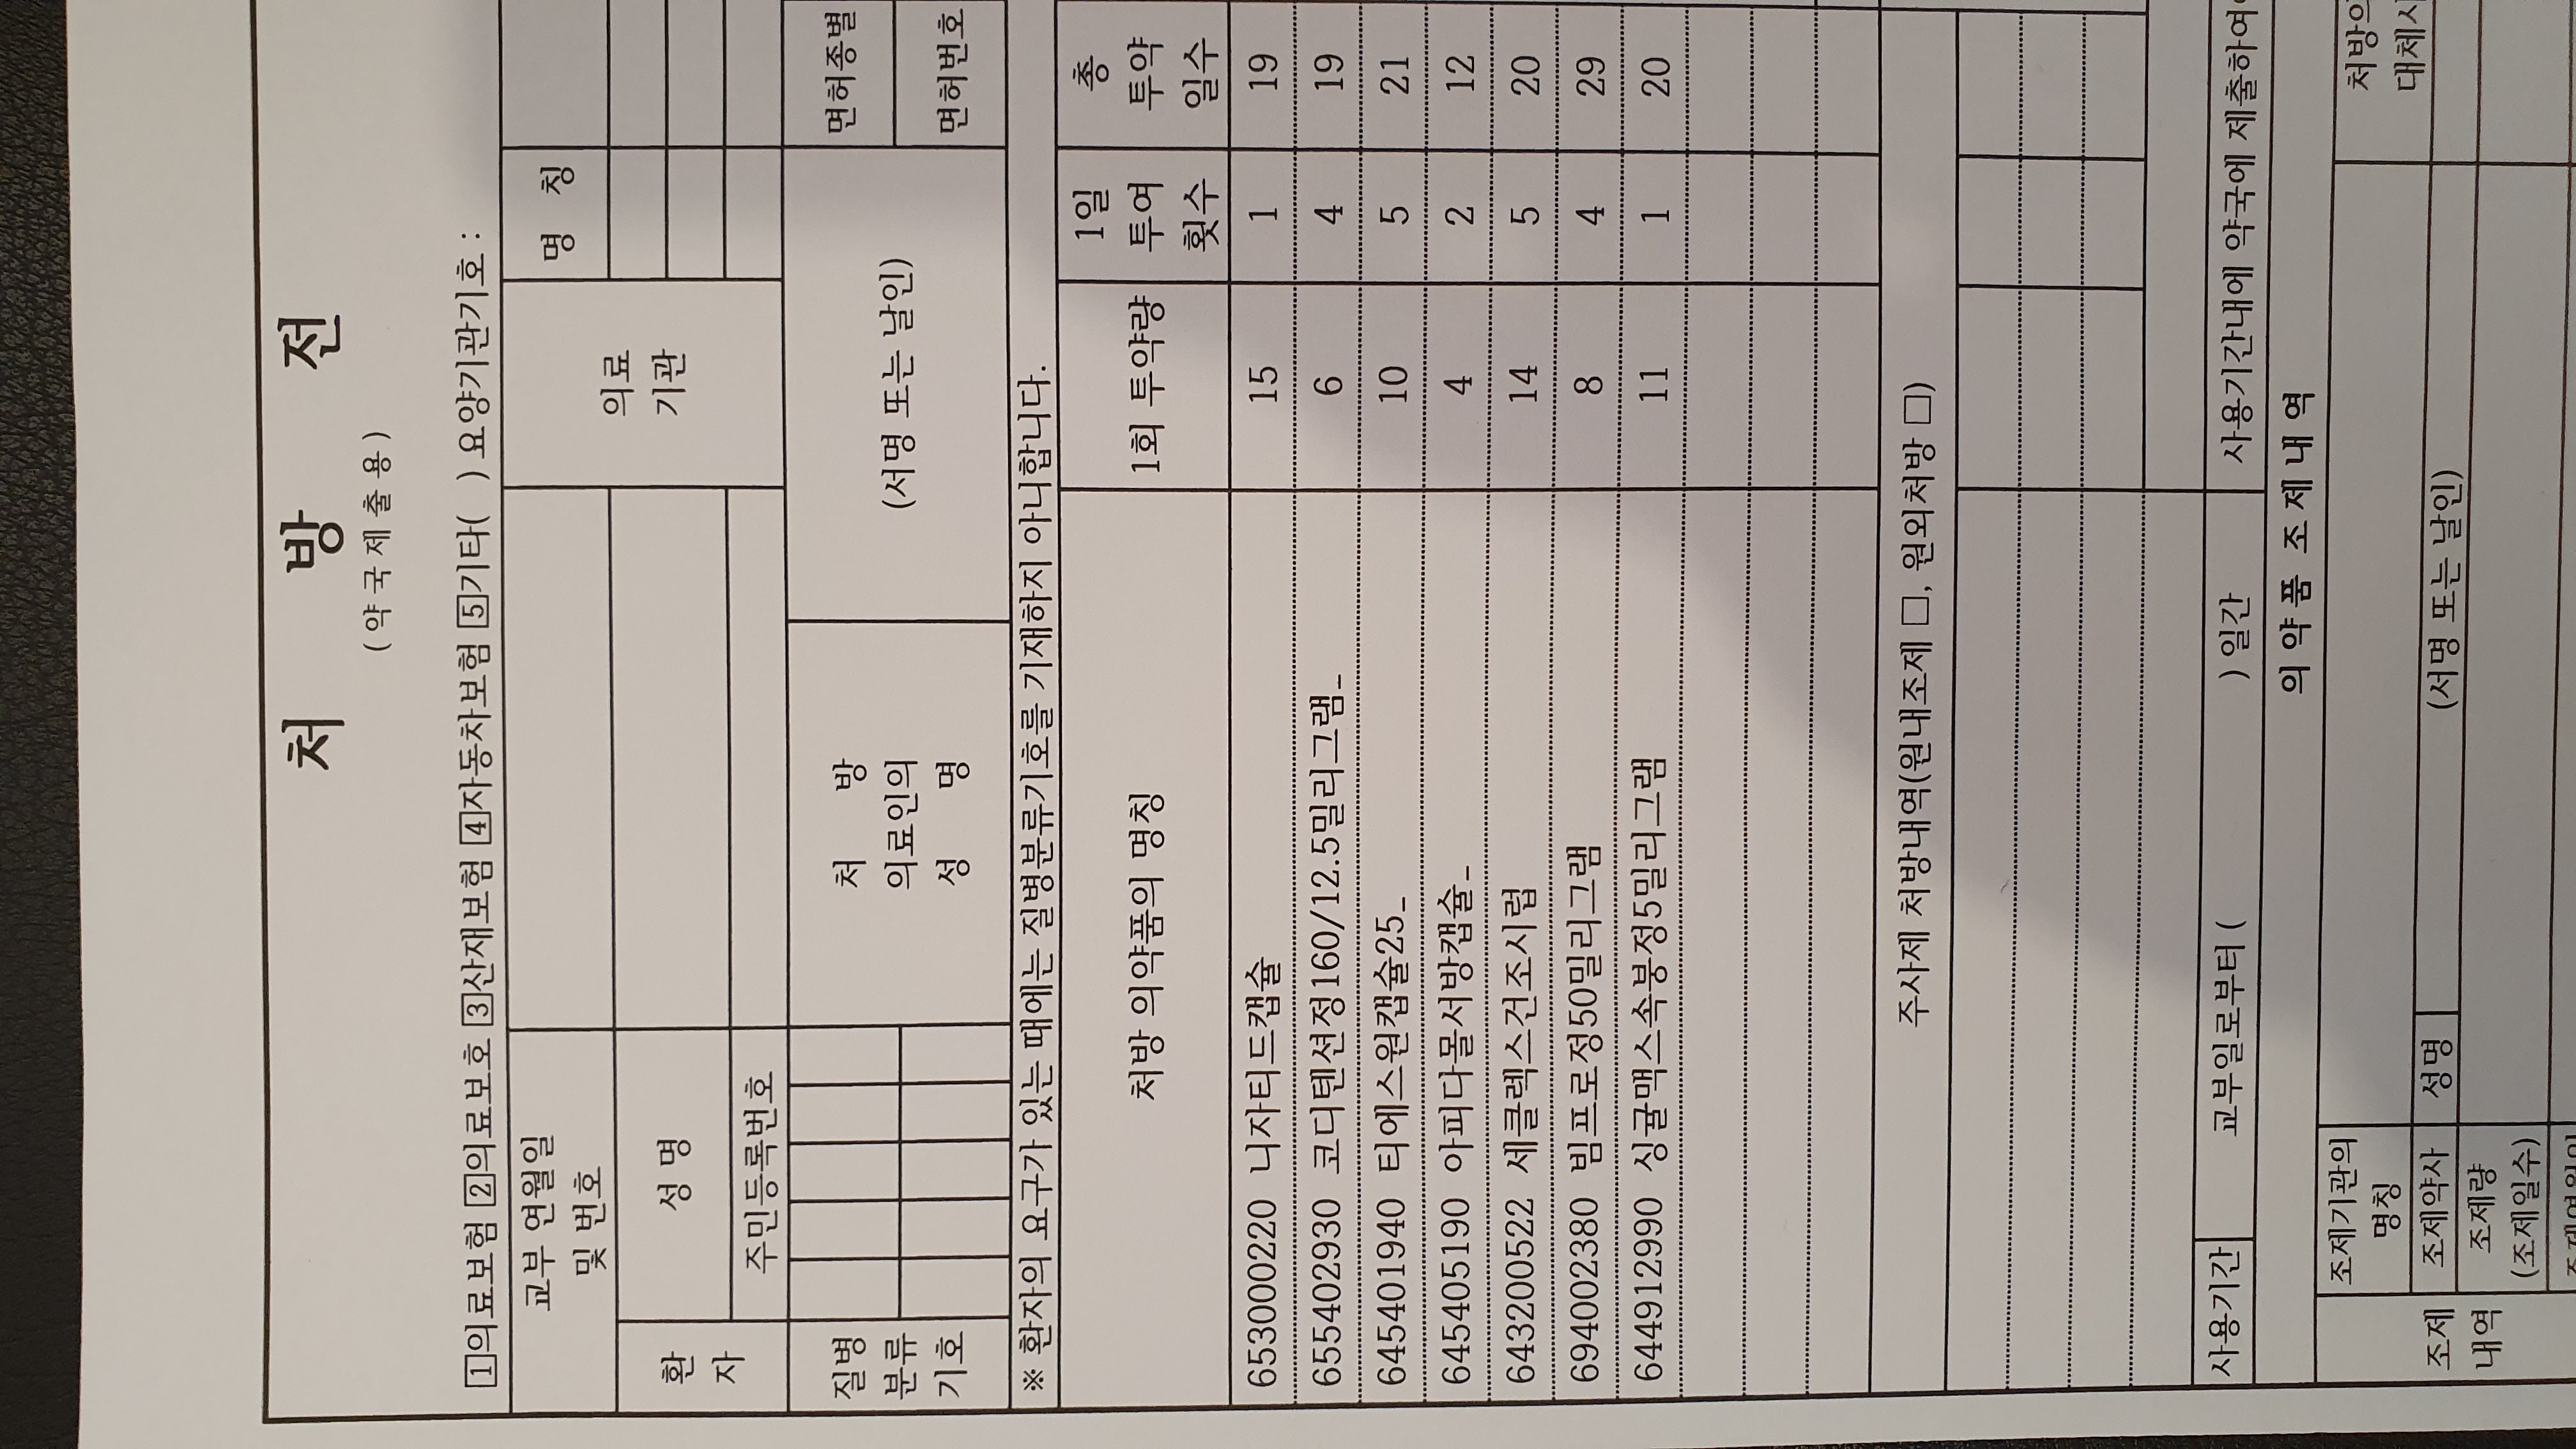 처 방 전
(약국제출용)
1의료보험 2의료보호 3산재보험 4자동차보험 5기타( ) 요양기관기호 :
교부 연월일
및 번호
의료
기관
명 칭
환
자
성 명
주민등록번호
질병
분류
기호
처 방
의료인의
성 명
(서명 또는 날인)
면허종별
면허번호
※ 환자의 요구가 있는 때에는 질병분류기호를 기재하지 아니합니다.
처방 의약품의 명칭
1회 투약량
1일
투여
횟수
총
투약
일수
653000220 니자티드캡슐 15 1 19
655402930 코디텐션정160/12.5밀리그램_ 6 4 19
645401940 티에스원캡슐25_ 10 5 21
645405190 아피다몰서방캡슐_ 4 2 12
643200522 세클렉스건조시럽 14 5 20
694002380 빔프로정50밀리그램 8 4 29
644912990 싱귤맥스속붕정5밀리그램 11 1 20
주사제 처방내역(원내조제 □, 원외처방 □)
사용기간 교부일로부터 ( ) 일간
사용기간내에 약국에 제출하여
의약품 조제내역
조제
내역
조제기관의
명칭
처방의
대체시
조제약사 성명 (서명 또는 날인)
조제량
(조제일수)